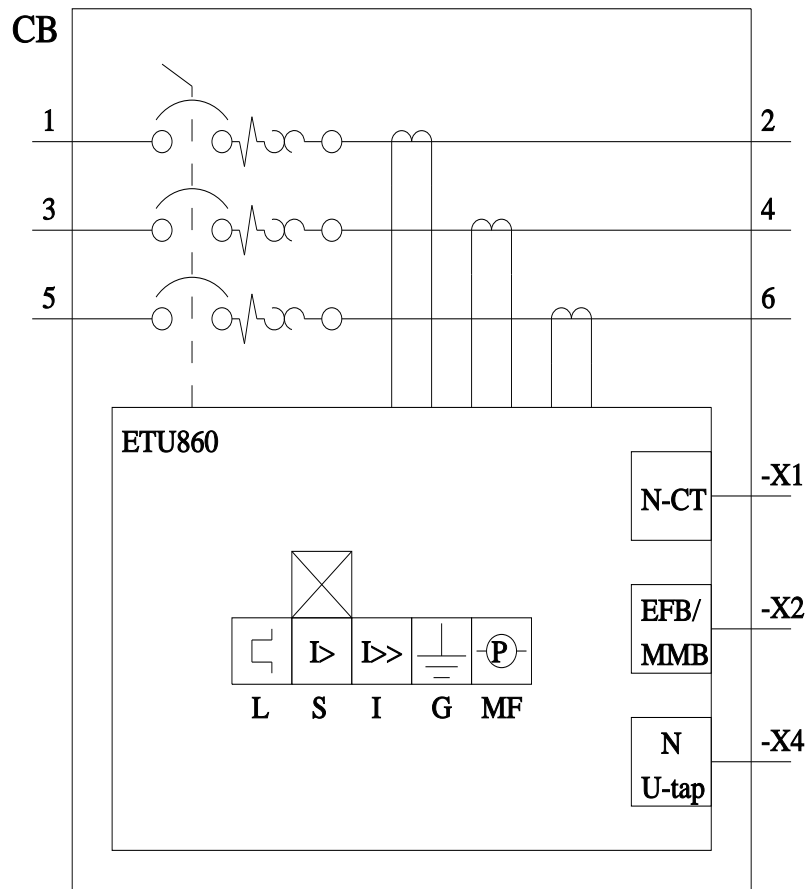 CB
1 2
3 4
5 6
ETU860
N-CT -X1
EFB/ -X2
MMB
I> I>> P
L S I G MF
N -X4
U-tap